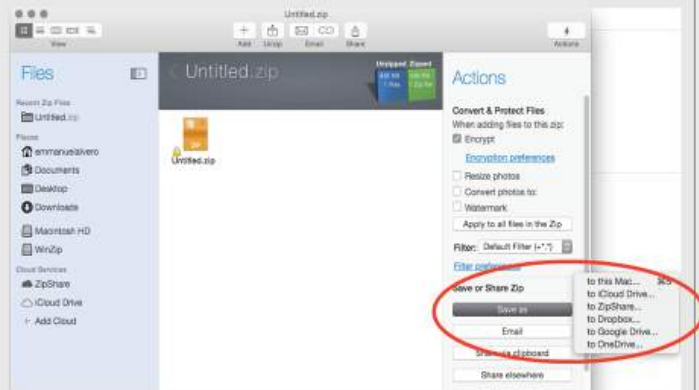 Untitled.zip
View
Add
Unzip
Email
Share
Actions
Files
Recent Zip Files
Untitled.zip
Places
emmanuelalvero
Documents
Desktop
Downloads
Macintosh HD
WinZip
Cloud Services
ZipShare
iCloud Drive
+ Add Cloud
Untitled.zip
Unzipped Zipped
ZIP
Untitled.zip
Actions
Convert & Protect Files
When adding files to this zip:
Encrypt
Encryption preferences
Resize photos
Convert photos to:
Watermark
Apply to all files in the Zip
Filter: Default Filter (+*.*)
Filter preferences
Save or Share Zip
Save as
to this Mac... ⌘S
to iCloud Drive...
to ZipShare...
to Dropbox...
to Google Drive...
to OneDrive...
Email
Share via clipboard
Share elsewhere